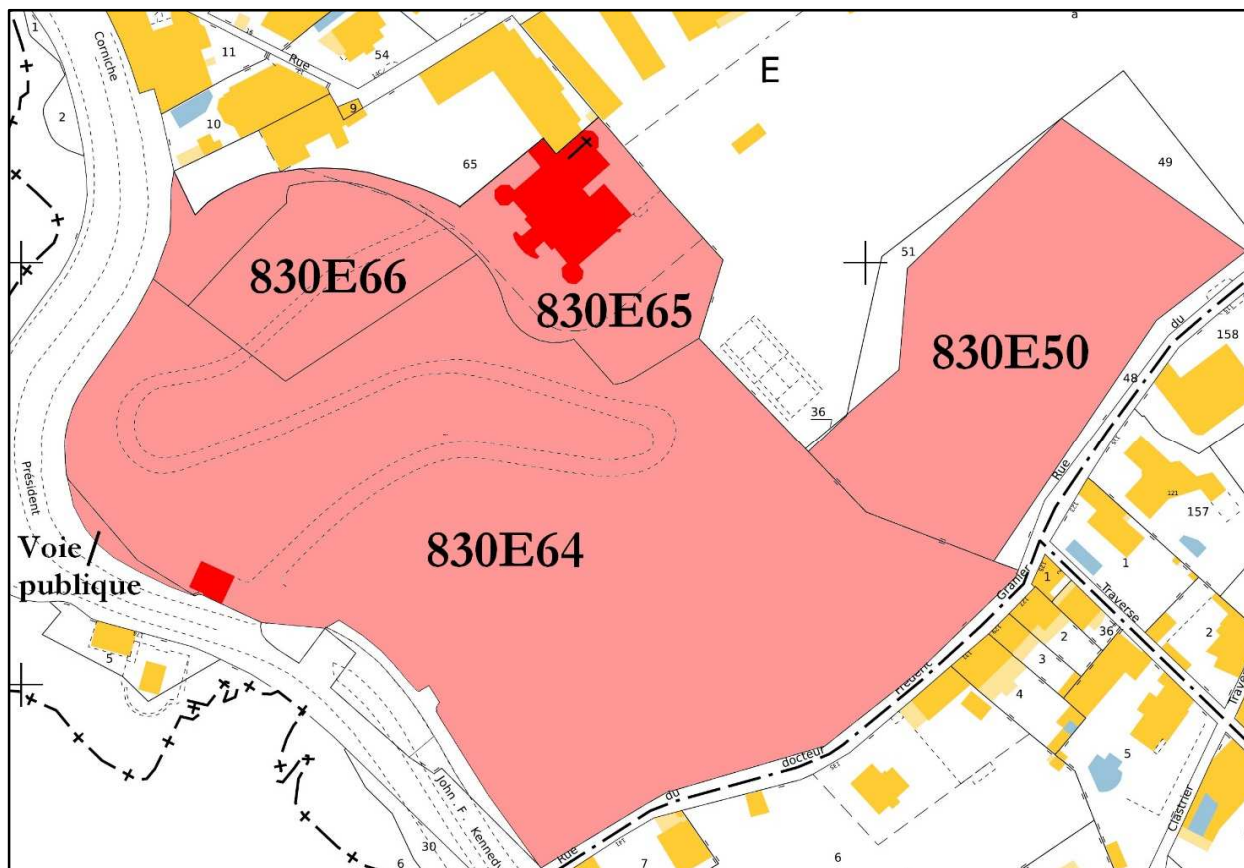 a
1
Corniche
11
Rue
54
E
2
9
10
65
49
51
830E66
830E65
830E50
du
158
48
36
Rue
121
157
Président
830E64
Voie
publique
1
Granier
1
Traverse
2
36
2
3
5
Frédéric
4
docteur
5
Clastrier
John . F
Kennedy
du
Rue
30
6
7
6